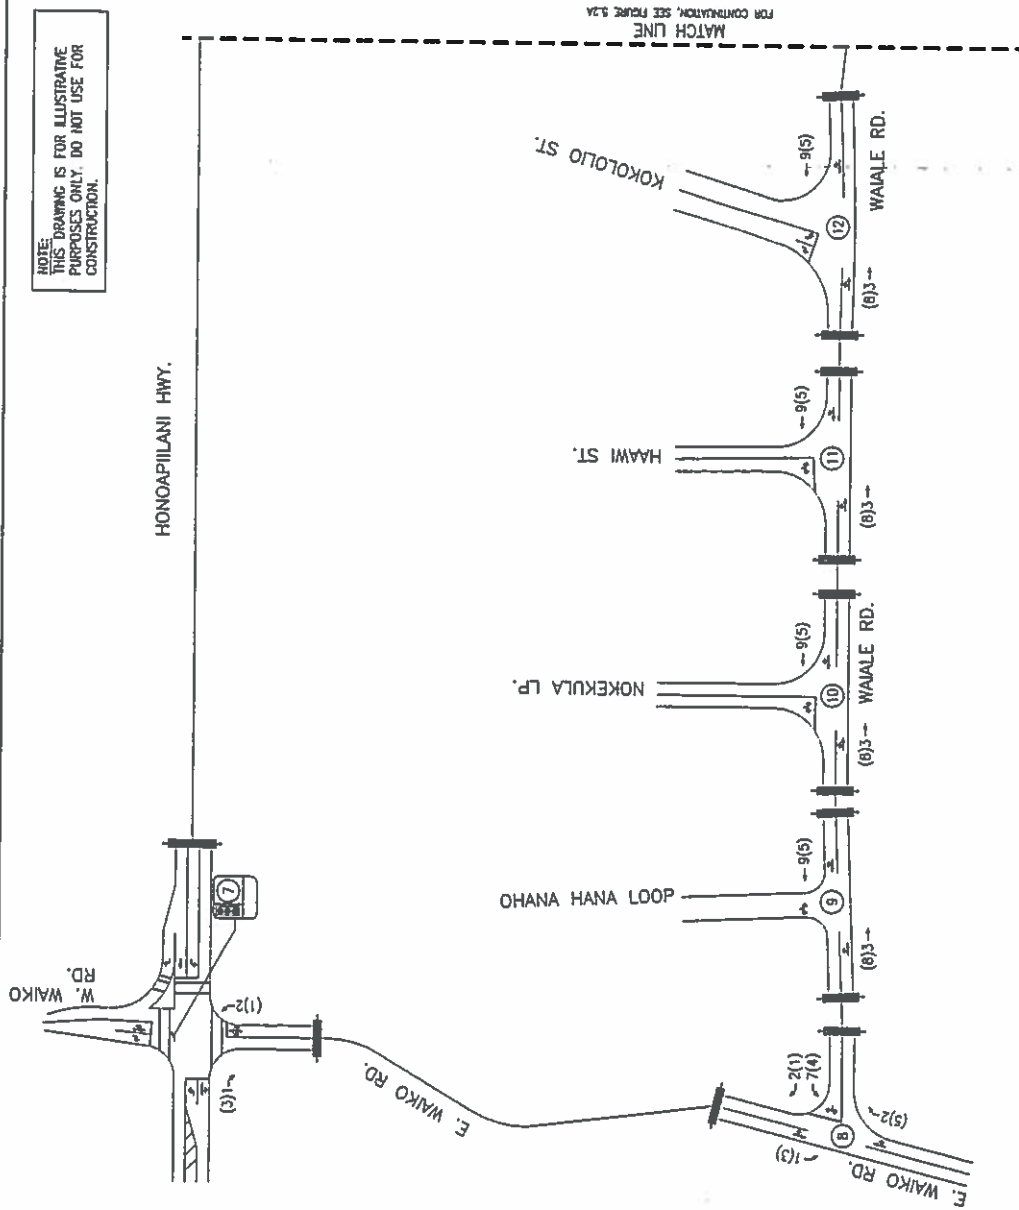 FOR CONTINUATION, SEE FIGURE 5.2A
MATCH LINE
NOTE:
THIS DRAWING IS FOR ILLUSTRATIVE
PURPOSES ONLY. DO NOT USE FOR
CONSTRUCTION.
HONOAPIILANI HWY.
KOKOLOLIO ST.
9(5)
12
WAIALE RD.
(8)3
HAAWI ST.
9(5)
11
(8)3
NOKEKULA LP.
9(5)
10
WAIALE RD.
(8)3
OHANA HANA LOOP
9(5)
9
(8)3
7
W. WAIKO
RD.
(1)2
(3)1
E. WAIKO RD.
2(1)
7(4)
8
(5)2
1(3)
E. WAIKO RD.